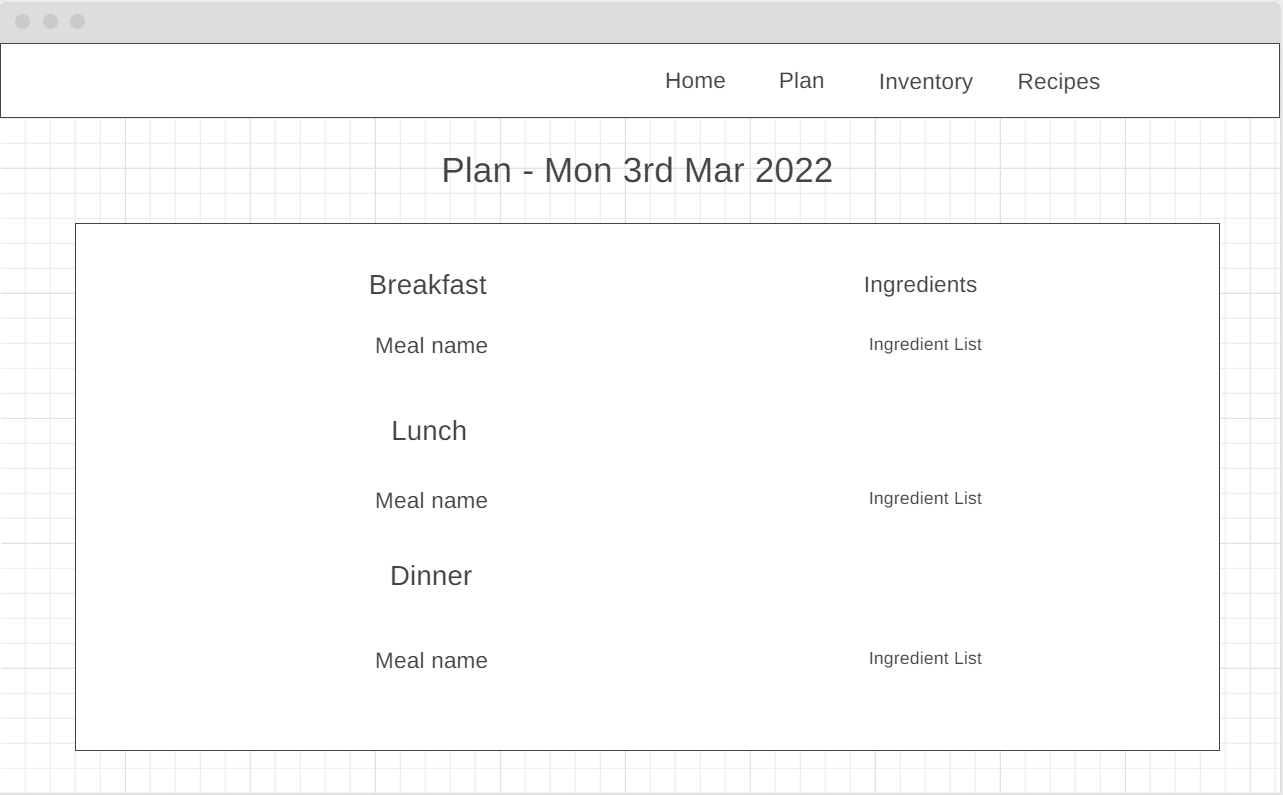 Home Plan Inventory Recipes
Plan - Mon 3rd Mar 2022
Breakfast Ingredients
Meal name Ingredient List
Lunch
Meal name Ingredient List
Dinner
Meal name Ingredient List